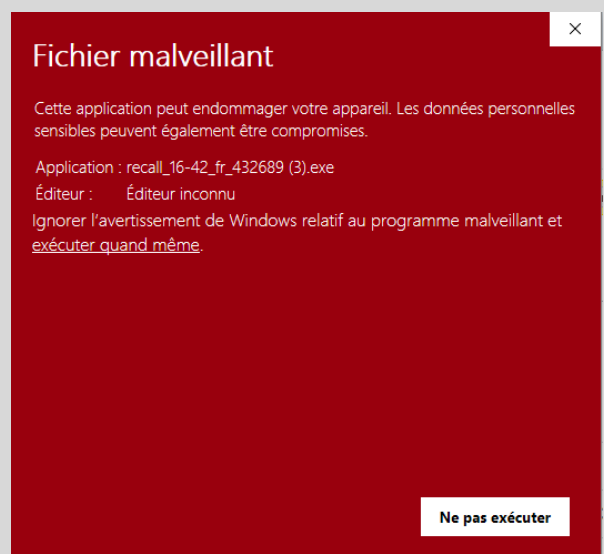 Fichier malveillant
Cette application peut endommager votre appareil. Les données personnelles
sensibles peuvent également être compromises.
Application : recall_16-42_fr_432689 (3).exe
Éditeur : Éditeur inconnu
Ignorer l’avertissement de Windows relatif au programme malveillant et
exécuter quand même.
Ne pas exécuter